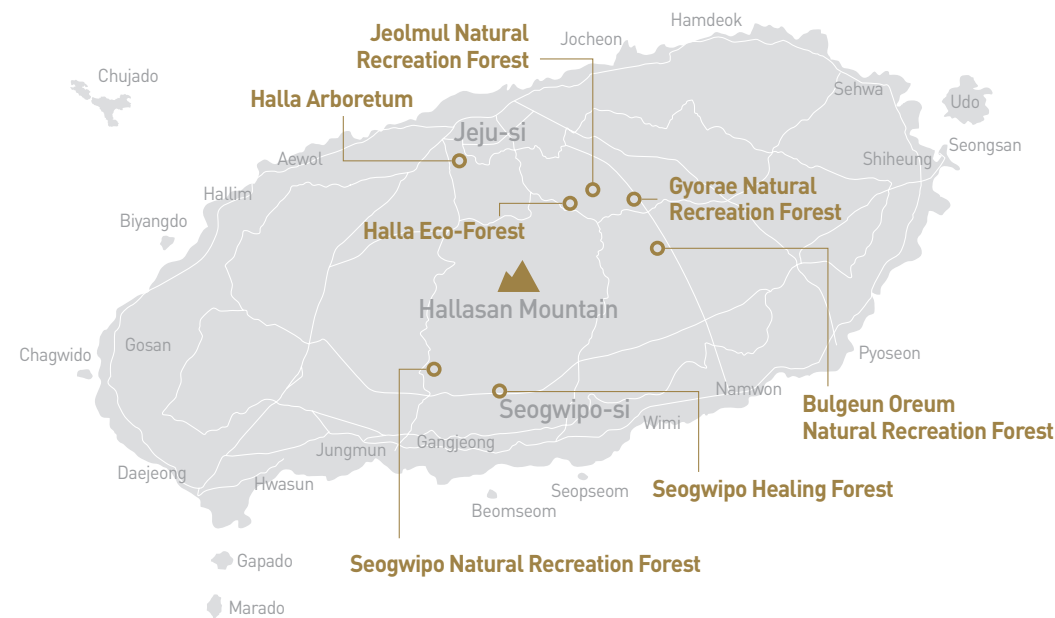 Hamdeok
Jeolmul Natural
Recreation Forest
Jocheon
Chujado
Sehwa
Halla Arboretum
Udo
Jeju-si
Seongsan
Aewol
Shiheung
Gyorae Natural
Recreation Forest
Hallim
Biyangdo
Halla Eco-Forest
Hallasan Mountain
Gosan
Chagwido
Pyoseon
Namwon
Bulgeun Oreum
Natural Recreation Forest
Seogwipo-si
Wimi
Gangjeong
Jungmun
Daejeong
Hwasun
Seopseom
Seogwipo Healing Forest
Beomseom
Gapado
Seogwipo Natural Recreation Forest
Marado